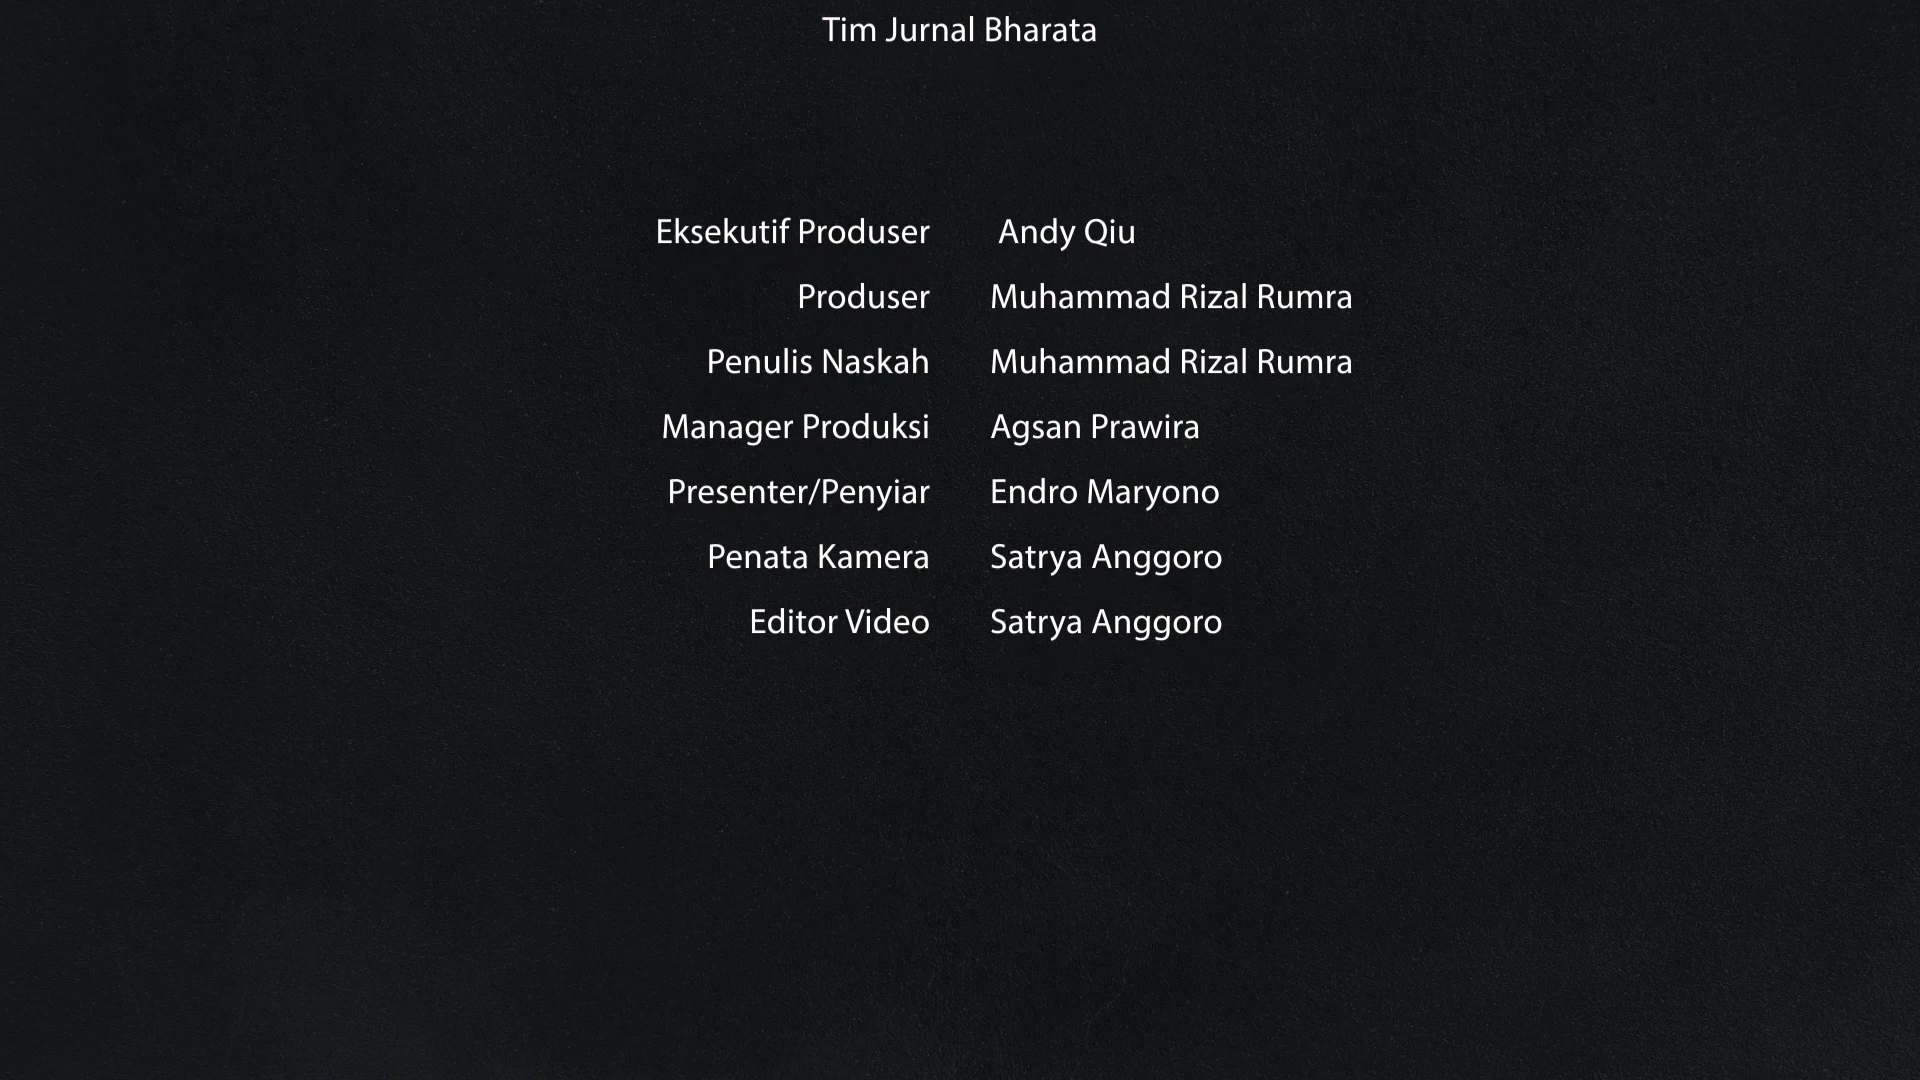 Tim Jurnal Bharata
Eksekutif Produser Andy Qiu
Produser Muhammad Rizal Rumra
Penulis Naskah Muhammad Rizal Rumra
Manager Produksi Agsan Prawira
Presenter/Penyiar Endro Maryono
Penata Kamera Satrya Anggoro
Editor Video Satrya Anggoro